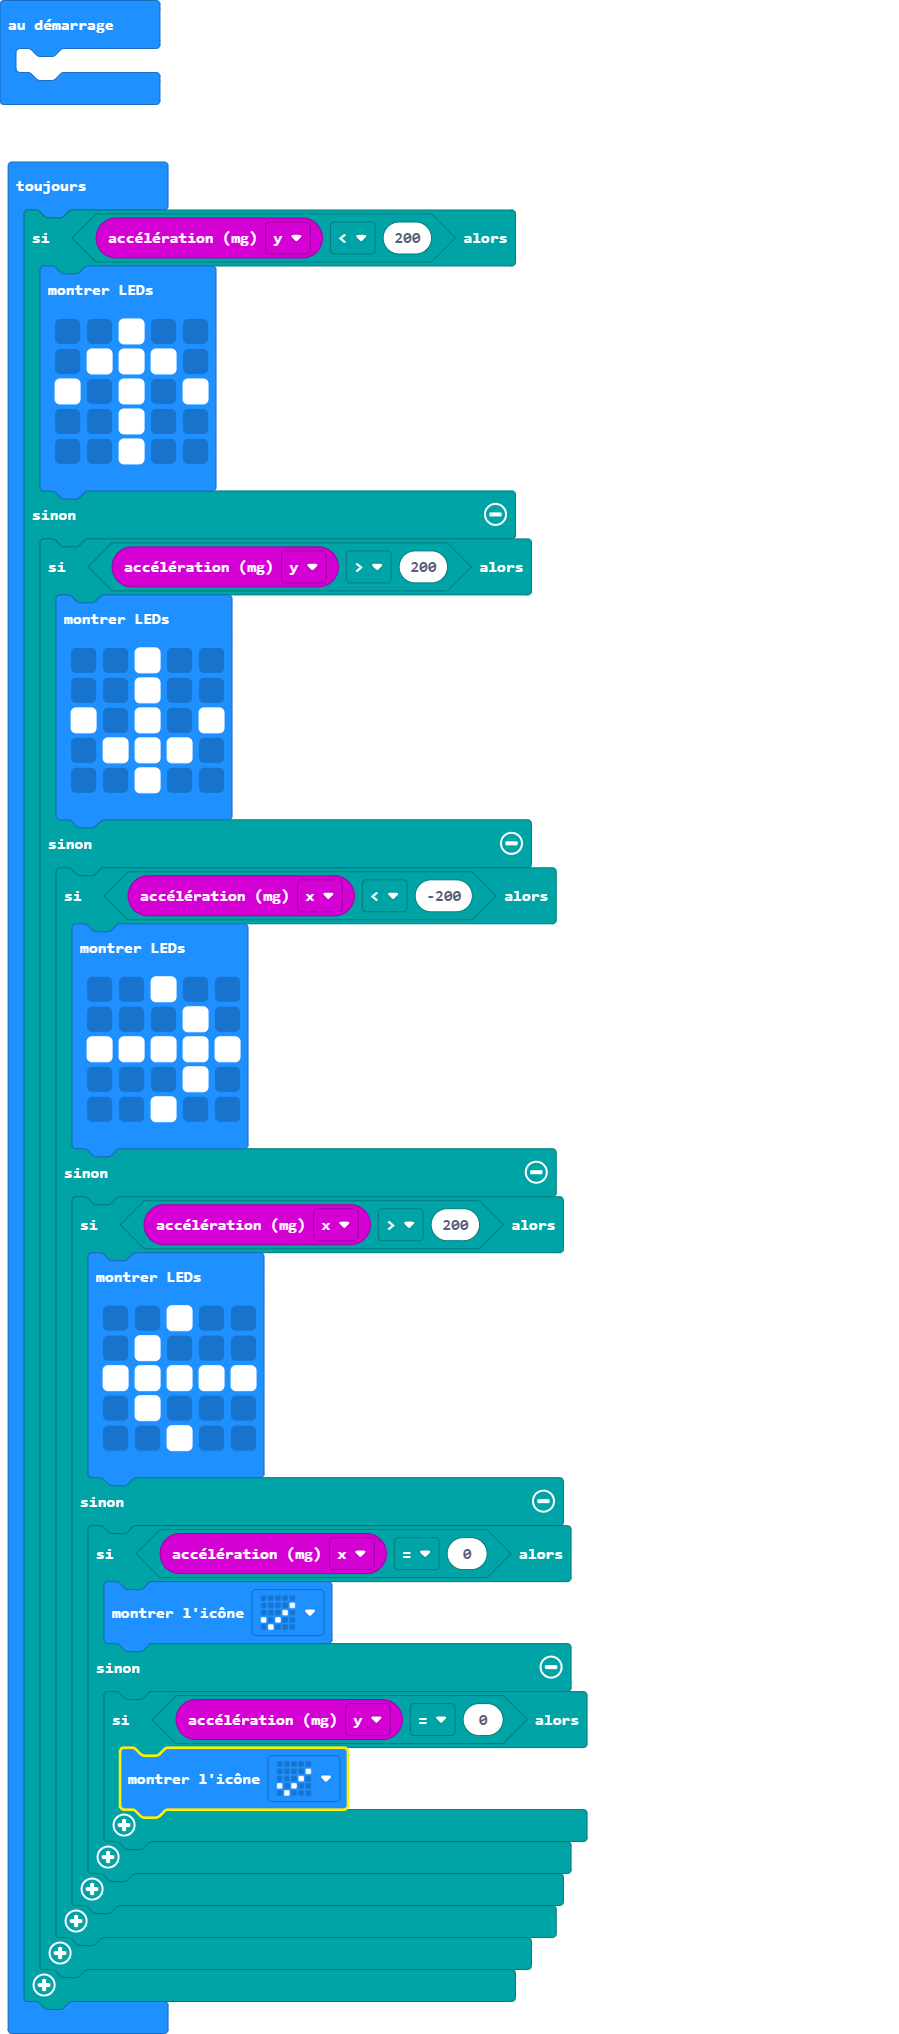 au démarrage
toujours
si accélération (mg) y < 200 alors
montrer LEDs
sinon
si accélération (mg) y > 200 alors
montrer LEDs
sinon
si accélération (mg) x < -200 alors
montrer LEDs
sinon
si accélération (mg) x > 200 alors
montrer LEDs
sinon
si accélération (mg) x = 0 alors
montrer l'icône
sinon
si accélération (mg) y = 0 alors
montrer l'icône